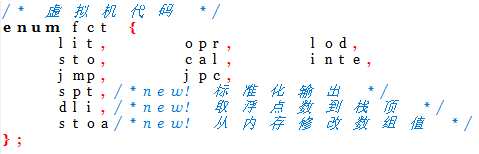 /* 虚拟机代码 */
enum fct {
lit, opr, lod,
sto, cal, inte,
jmp, jpc,
spt,/*new! 标准化输出 */
dli,/*new! 取浮点数到栈顶 */
stoa/*new! 从内存修改数组值 */
};